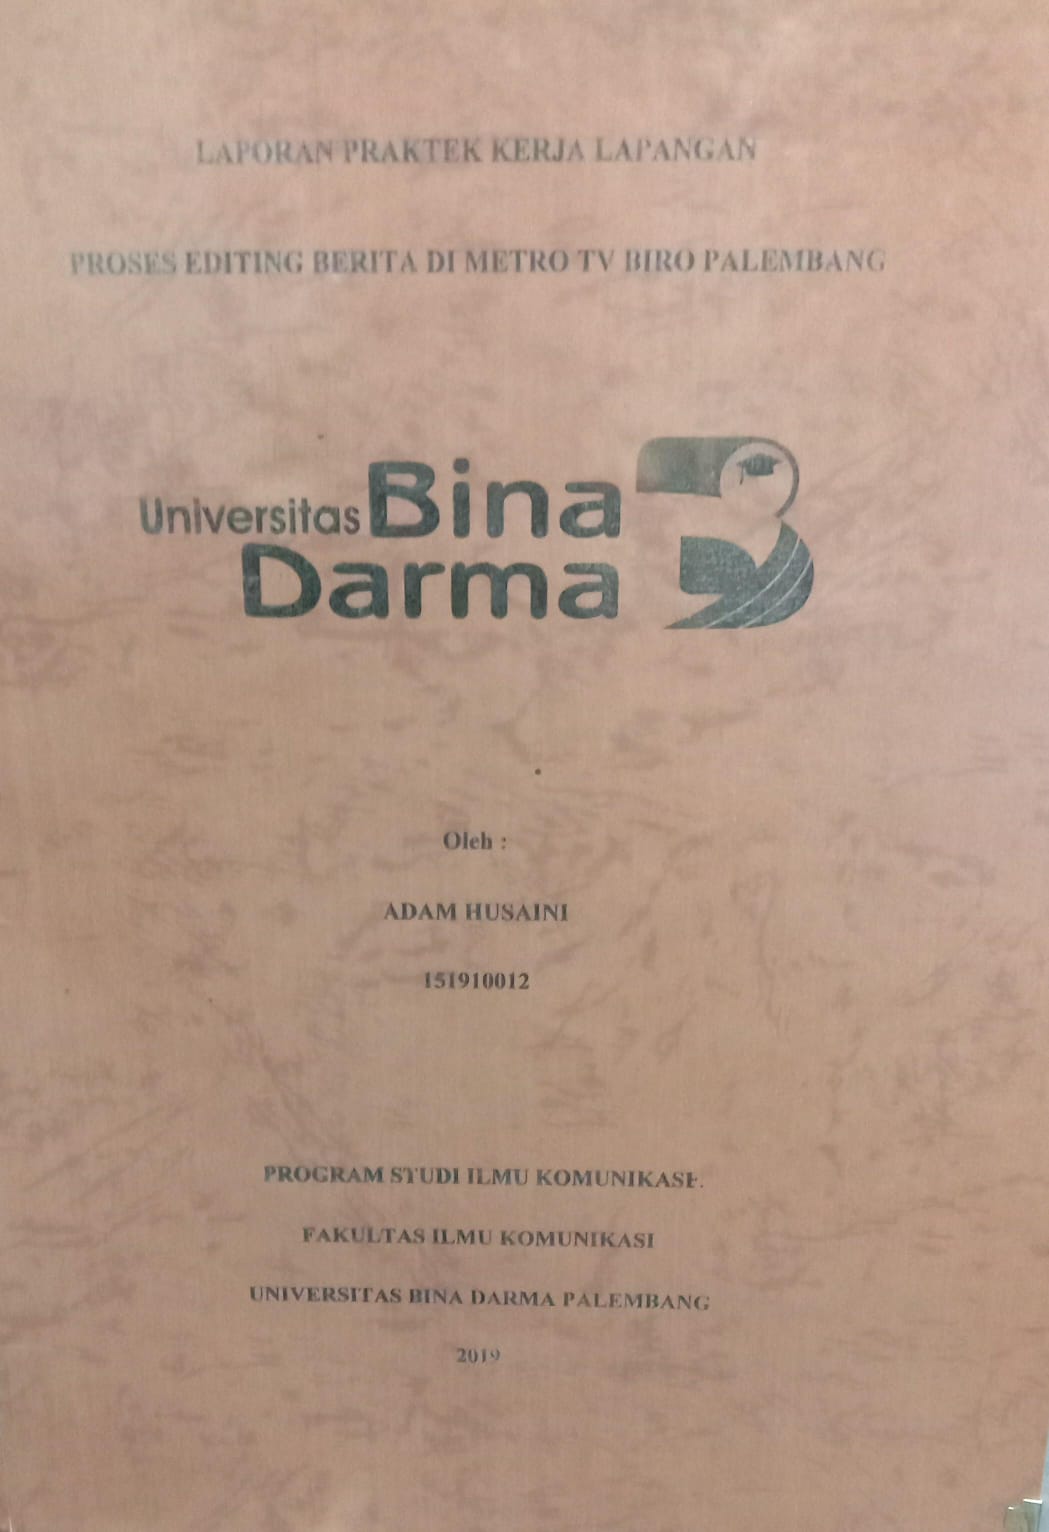 LAPORAN PRAKTEK KERJA LAPANGAN
PROSES EDITING BERITA DI METRO TV BIRO PALEMBANG
Universitas Bina
Darma
Oleh :
ADAM HUSAINI
151910012
PROGRAM STUDI ILMU KOMUNIKASI
FAKULTAS ILMU KOMUNIKASI
UNIVERSITAS BINA DARMA PALEMBANG
2019